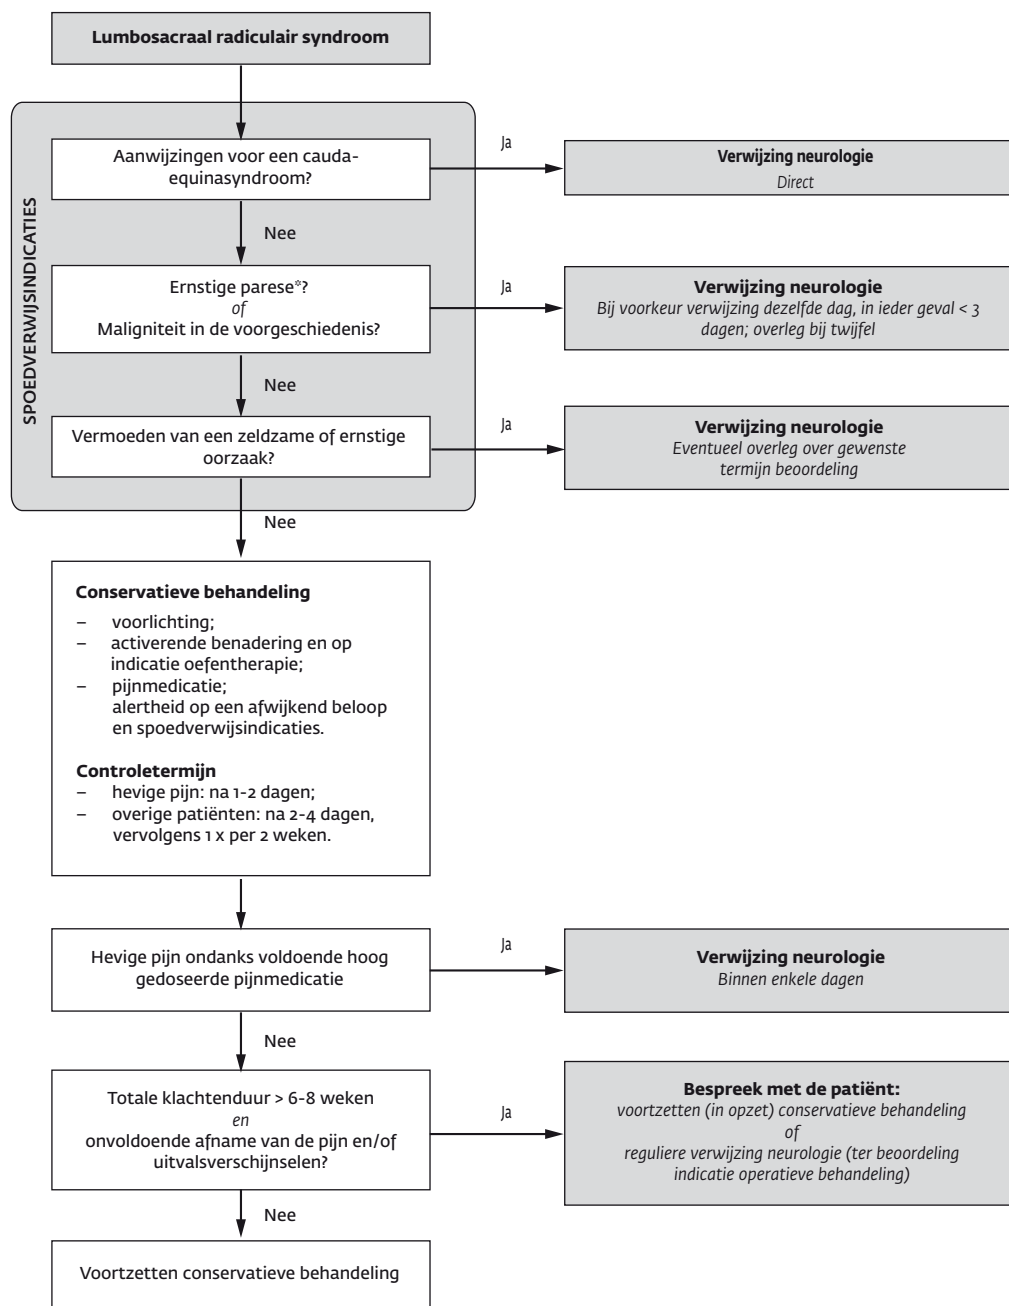 Lumbosacraal radiculair syndroom
SPOEDVERWIJSINDICATIES
Aanwijzingen voor een cauda-
equinasyndroom?
Ja
Verwijzing neurologie
Direct
Nee
Ernstige parese*?
of
Maligniteit in de voorgeschiedenis?
Ja
Verwijzing neurologie
Bij voorkeur verwijzing dezelfde dag, in ieder geval < 3
dagen; overleg bij twijfel
Nee
Vermoeden van een zeldzame of ernstige
oorzaak?
Ja
Verwijzing neurologie
Eventueel overleg over gewenste
termijn beoordeling
Nee
Conservatieve behandeling
– voorlichting;
– activerende benadering en op
indicatie oefentherapie;
– pijnmedicatie;
alertheid op een afwijkend beloop
en spoedverwijsindicaties.
Controletermijn
– hevige pijn: na 1-2 dagen;
– overige patiënten: na 2-4 dagen,
vervolgens 1 x per 2 weken.
Hevige pijn ondanks voldoende hoog
gedoseerde pijnmedicatie
Ja
Verwijzing neurologie
Binnen enkele dagen
Nee
Totale klachtenduur > 6-8 weken
en
onvoldoende afname van de pijn en/of
uitvalsverschijnselen?
Ja
Bespreek met de patiënt:
voortzetten (in opzet) conservatieve behandeling
of
reguliere verwijzing neurologie (ter beoordeling
indicatie operatieve behandeling)
Nee
Voortzetten conservatieve behandeling